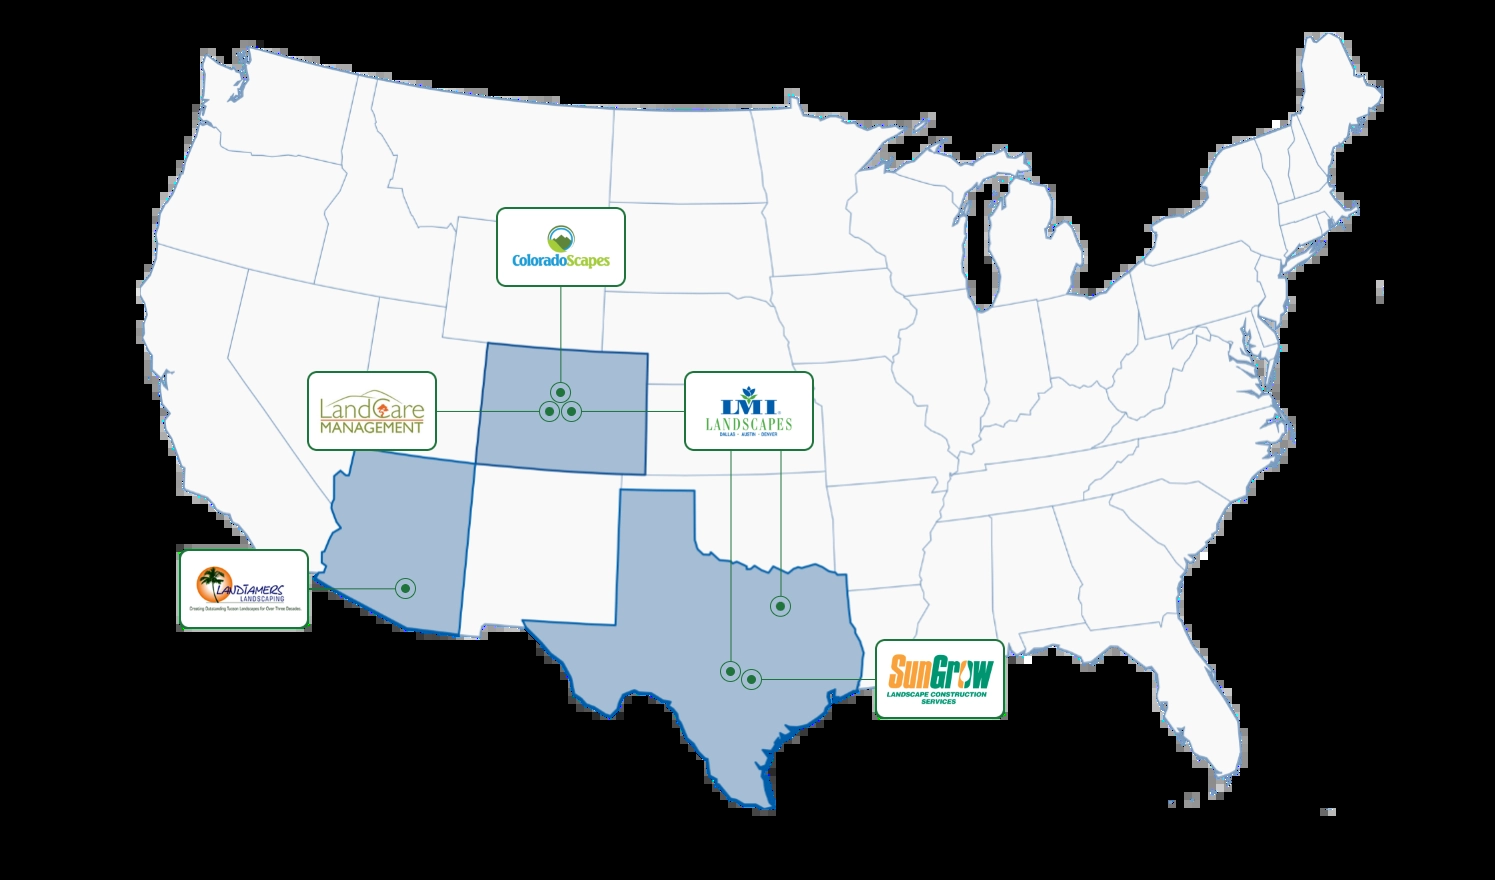 ColoradoScapes
LandCare
MANAGEMENT
LMI
LANDSCAPES
DALLAS - AUSTIN - DENVER
LANDTAMERS
LANDSCAPING
Creating Outstanding Tucson Landscapes for Over Three Decades.
SunGrow
LANDSCAPE CONSTRUCTION
SERVICES